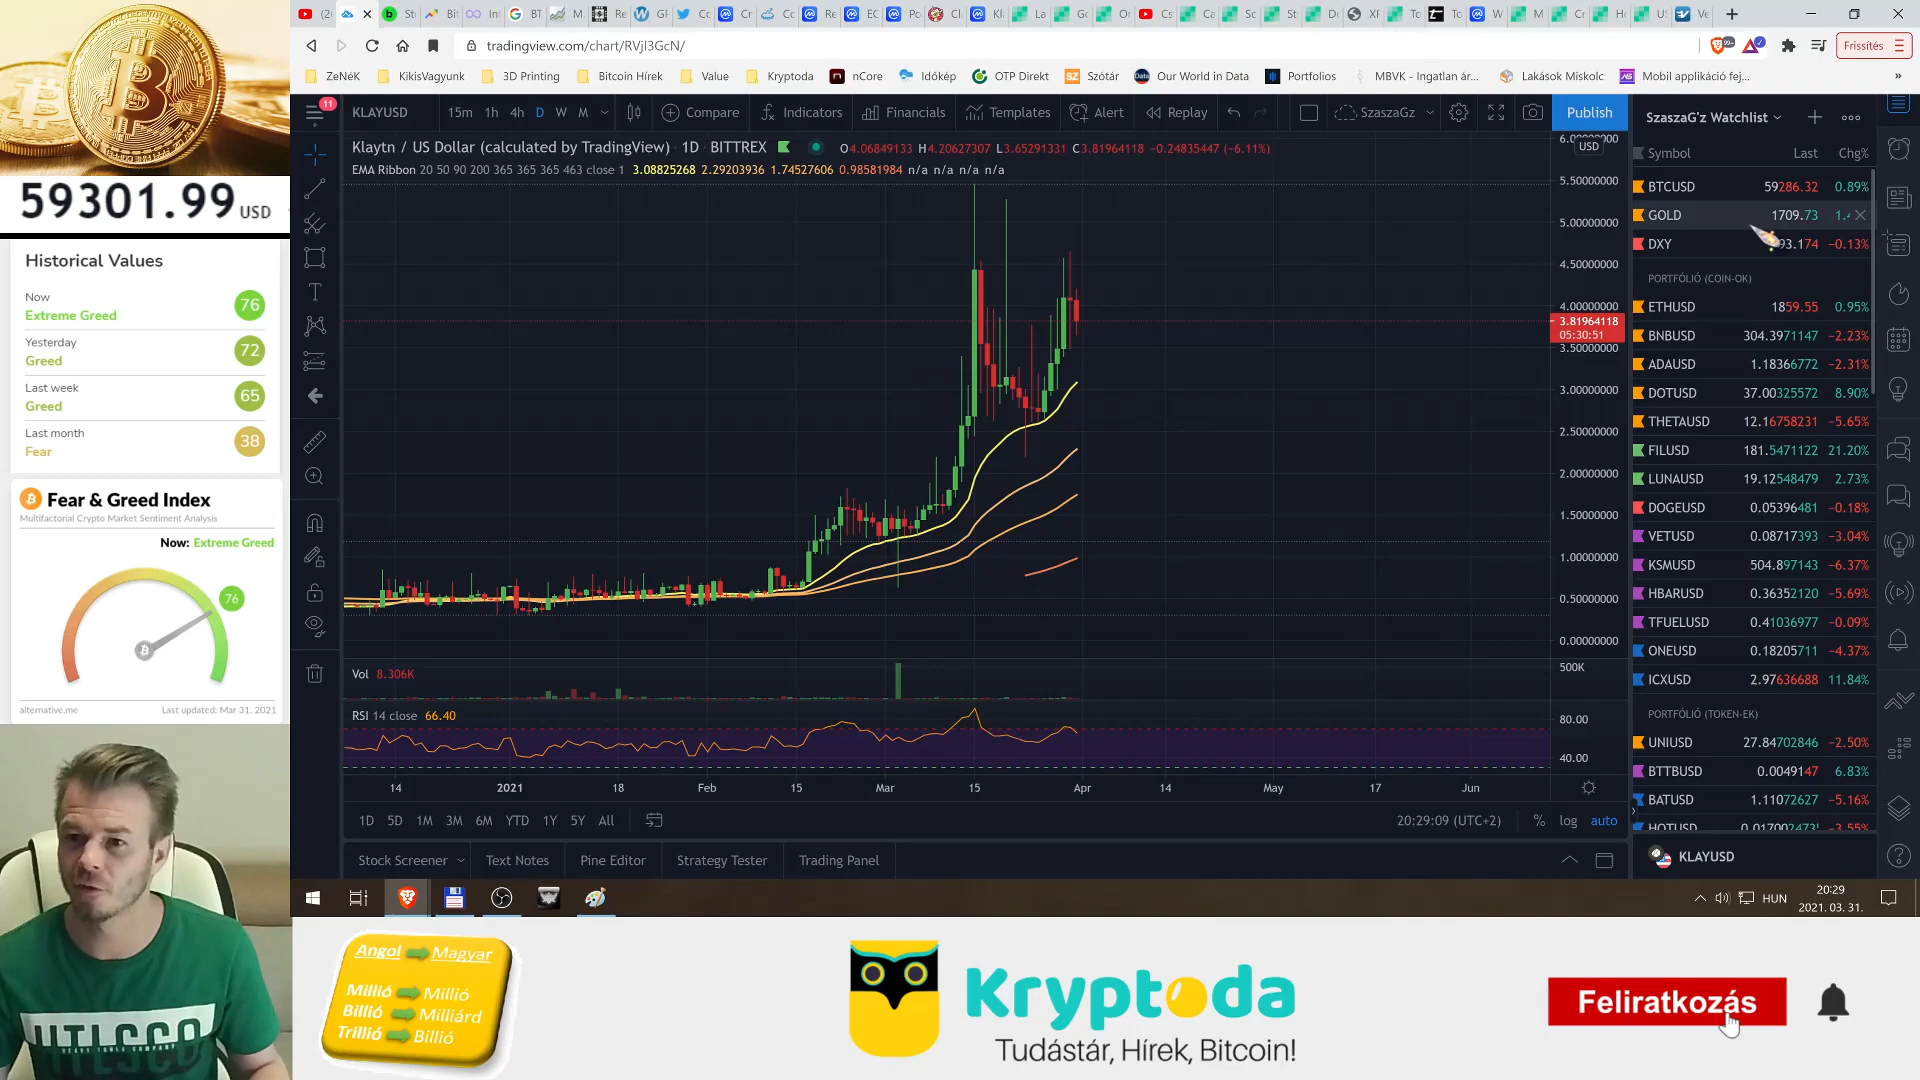 59301.99 USD
Historical Values
Now
Extreme Greed
76
Yesterday
Greed
72
Last week
Greed
65
Last month
Fear
38
Fear & Greed Index
Multifactorial Crypto Market Sentiment Analysis
Now: Extreme Greed
76
alternative.me
Last updated: Mar 31, 2021
tradingview.com/chart/RVjl3GcN/
Frissítés
ZeNéK
KikisVagyunk
3D Printing
Bitcoin Hírek
Value
Kryptoda
nCore
Időkép
OTP Direkt
Szótár
Our World in Data
Portfolios
MBVK - Ingatlan ár...
Lakások Miskolc
Mobil applikáció fej...
11
KLAYUSD
15m 1h 4h D W M
Compare
Indicators
Financials
Templates
Alert
Replay
SzaszaGz
Publish
Klaytn / US Dollar (calculated by TradingView) · 1D · BITTREX
O4.06849133 H4.20627307 L3.65291331 C3.81964118 −0.24835447 (−6.11%)
EMA Ribbon 20 50 90 200 365 365 365 463 close 1 3.08825268 2.29203936 1.74527606 0.98581984 n/a n/a n/a n/a
6.00000000
USD
5.50000000
5.00000000
4.50000000
4.00000000
3.81964118
05:30:51
3.50000000
3.00000000
2.50000000
2.00000000
1.50000000
1.00000000
0.50000000
0.00000000
Vol 8.306K
500K
RSI 14 close 66.40
80.00
40.00
14 2021 18 Feb 15 Mar 15 Apr 14 May 17 Jun
1D 5D 1M 3M 6M YTD 1Y 5Y All
20:29:09 (UTC+2) % log auto
Stock Screener
Text Notes
Pine Editor
Strategy Tester
Trading Panel
SzaszaG'z Watchlist
Symbol Last Chg%
BTCUSD 59286.32 0.89%
GOLD 1709.73
DXY 93.174 −0.13%
PORTFÓLIÓ (COIN-OK)
ETHUSD 1859.55 0.95%
BNBUSD 304.3971147 −2.23%
ADAUSD 1.18366772 −2.31%
DOTUSD 37.00325572 8.90%
THETAUSD 12.16758231 −5.65%
FILUSD 181.5471122 21.20%
LUNAUSD 19.12548479 2.73%
DOGEUSD 0.05396481 −0.18%
VETUSD 0.08717393 −3.04%
KSMUSD 504.897143 −6.37%
HBARUSD 0.36352120 −5.69%
TFUELUSD 0.41036977 −0.09%
ONEUSD 0.18205711 −4.37%
ICXUSD 2.97636688 11.84%
PORTFÓLIÓ (TOKEN-EK)
UNIUSD 27.84702846 −2.50%
BTTBUSD 0.0049147 6.83%
BATUSD 1.11072627 −5.16%
HOTUSD −3.55%
KLAYUSD
HUN
20:29
2021. 03. 31.
Angol Magyar
Millió Millió
Billió Milliárd
Trillió Billió
Kryptoda
Tudástár, Hírek, Bitcoin!
Feliratkozás